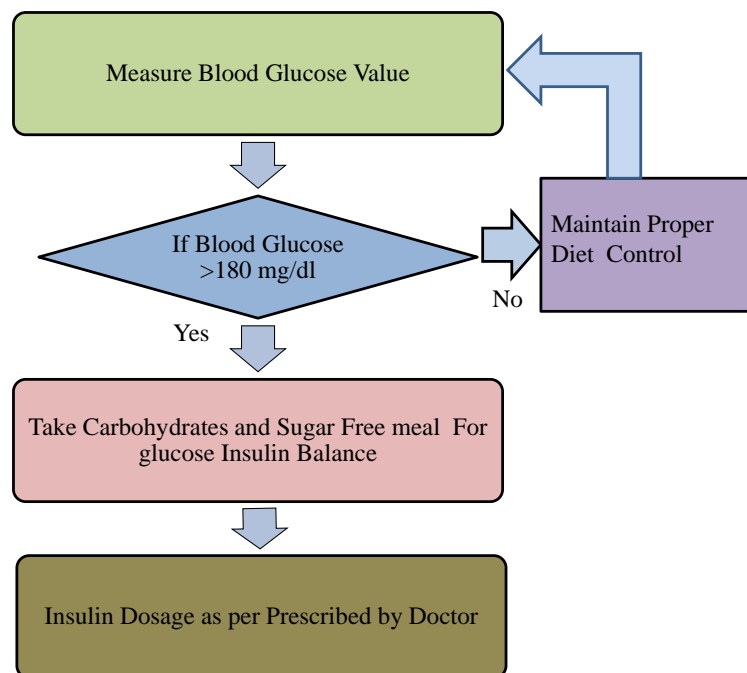 Measure Blood Glucose Value
If Blood Glucose
>180 mg/dl
Maintain Proper
Diet  Control
No
Yes
Take Carbohydrates and Sugar Free meal  For
glucose Insulin Balance
Insulin Dosage as per Prescribed by Doctor